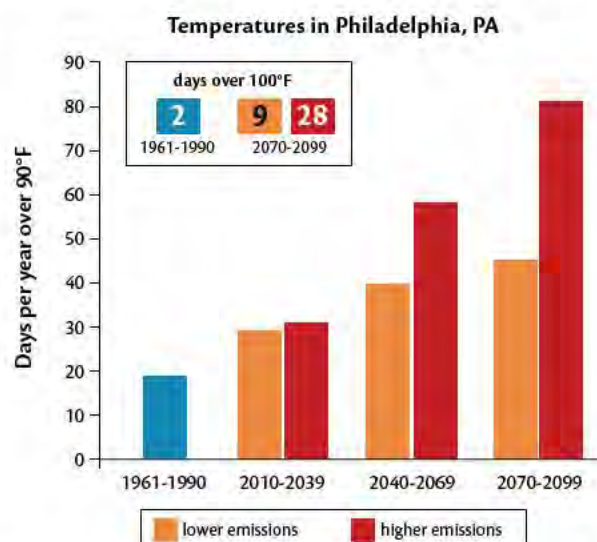 Temperatures in Philadelphia, PA
Days per year over 90°F
90
80
70
60
50
40
30
20
10
0
days over 100°F
2 9 28
1961-1990 2070-2099
1961-1990 2010-2039 2040-2069 2070-2099
lower emissions higher emissions